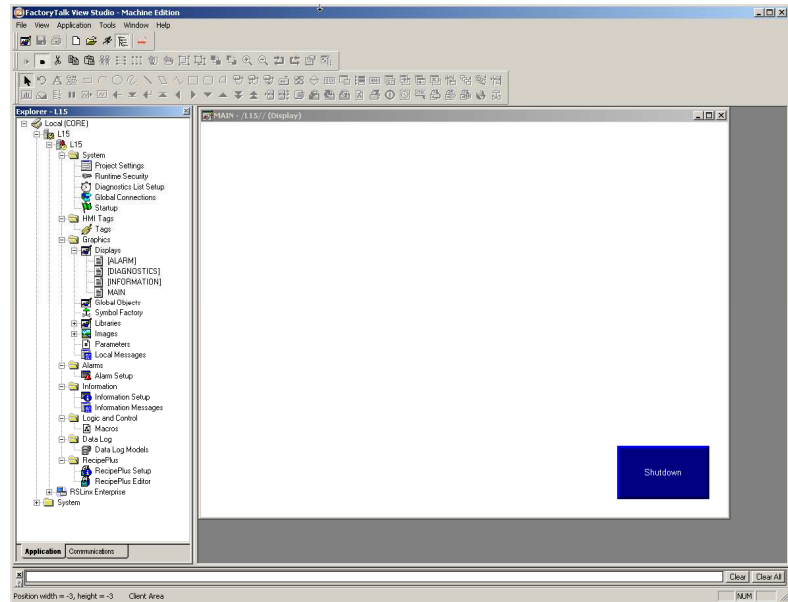 FactoryTalk View Studio - Machine Edition
File View Application Tools Window Help
Explorer - L15
Local (CORE)
L15
L15
System
Project Settings
Runtime Security
Diagnostics List Setup
Global Connections
Startup
HMI Tags
Tags
Graphics
Displays
[ALARM]
[DIAGNOSTICS]
[INFORMATION]
MAIN
Global Objects
Symbol Factory
Libraries
Images
Parameters
Local Messages
Alarms
Alarm Setup
Information
Information Setup
Information Messages
Logic and Control
Macros
Data Log
Data Log Models
RecipePlus
RecipePlus Setup
RecipePlus Editor
RSLinx Enterprise
System
Application Communications
MAIN - /L15// (Display)
Shutdown
Clear Clear All
Position width = -3, height = -3 Client Area
NUM